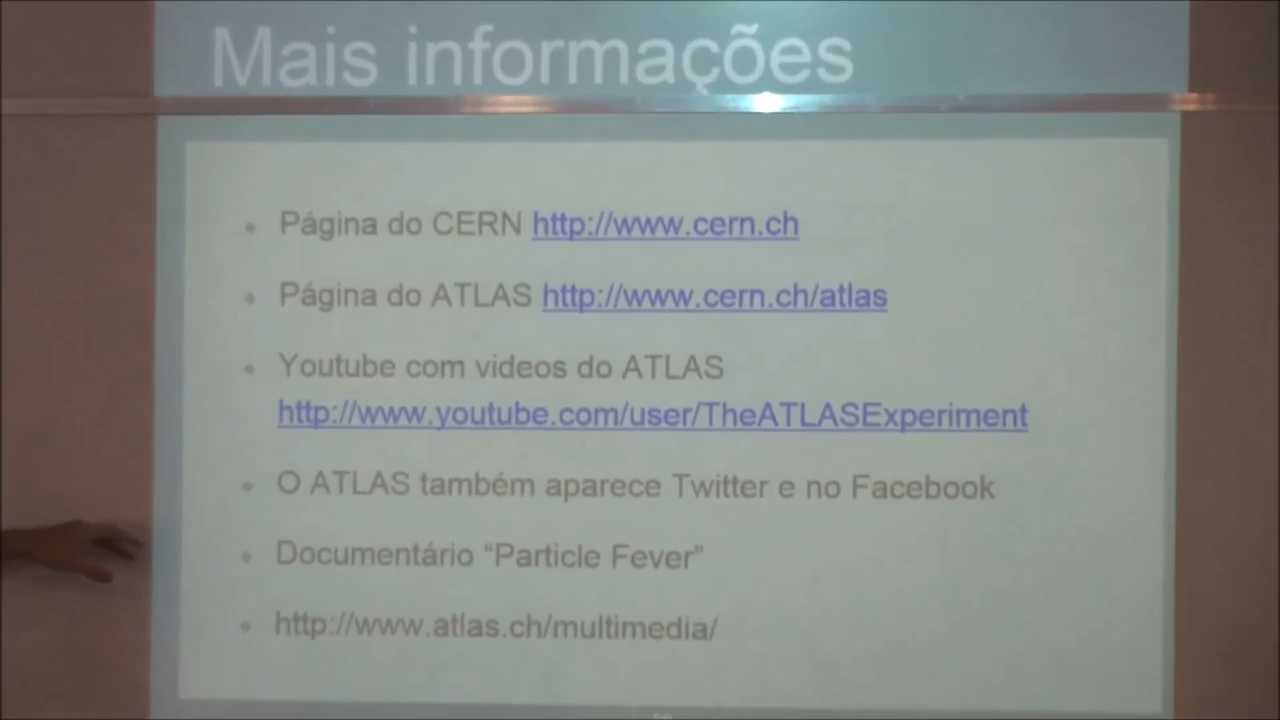 Mais informações
• Página do CERN http://www.cern.ch
• Página do ATLAS http://www.cern.ch/atlas
• Youtube com videos do ATLAS
http://www.youtube.com/user/TheATLASExperiment
• O ATLAS também aparece Twitter e no Facebook
• Documentário “Particle Fever”
• http://www.atlas.ch/multimedia/